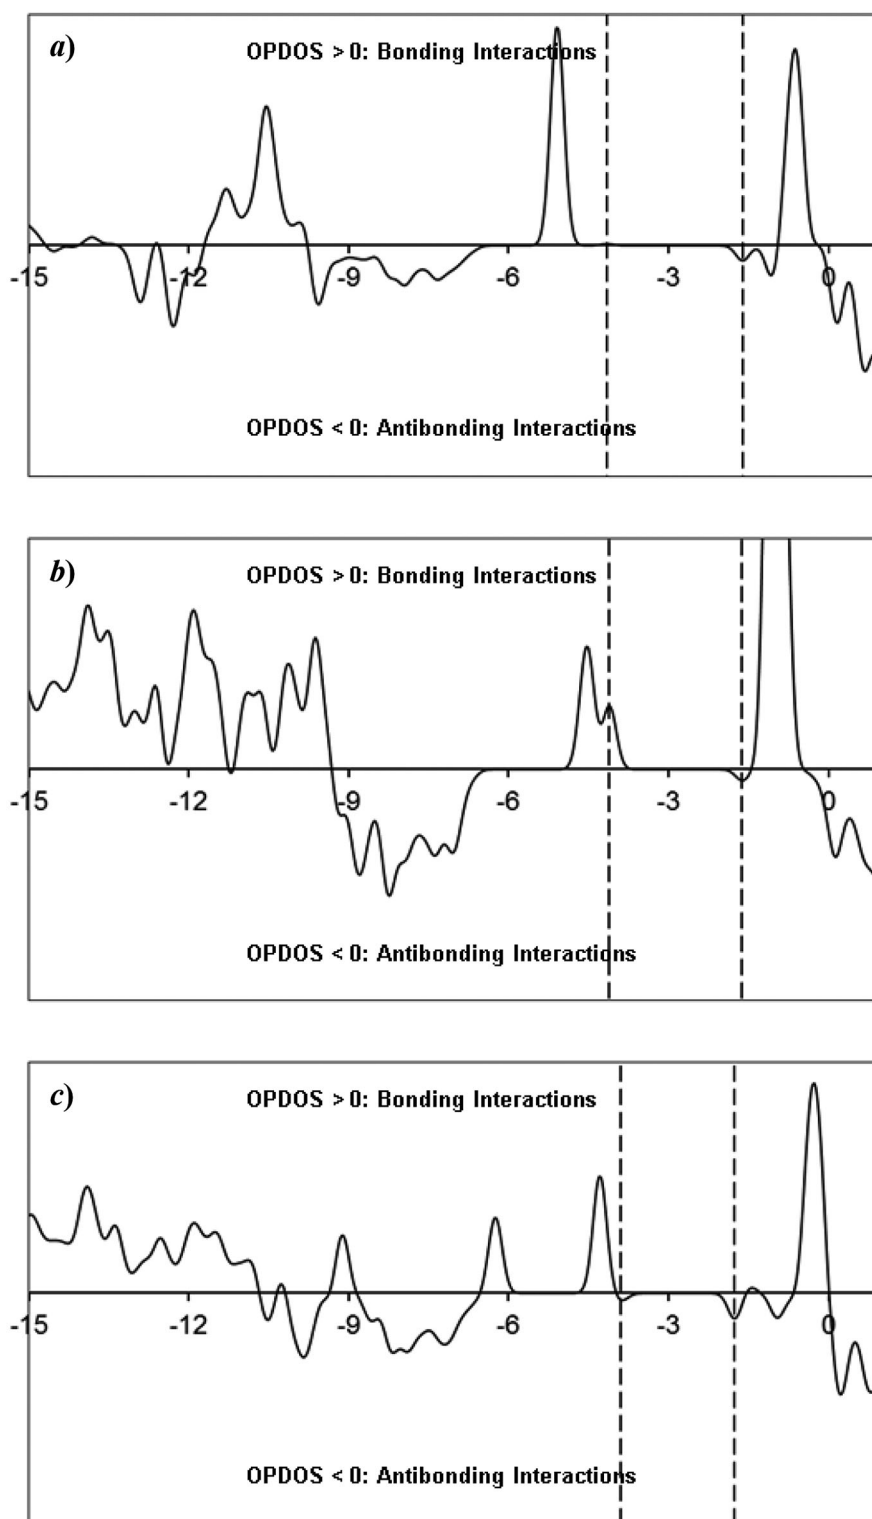 a)
OPDOS > 0: Bonding Interactions
-15 -12 -9 -6 -3 0
OPDOS < 0: Antibonding Interactions
b)
OPDOS > 0: Bonding Interactions
-15 -12 -9 -6 -3 0
OPDOS < 0: Antibonding Interactions
c)
OPDOS > 0: Bonding Interactions
-15 -12 -9 -6 -3 0
OPDOS < 0: Antibonding Interactions